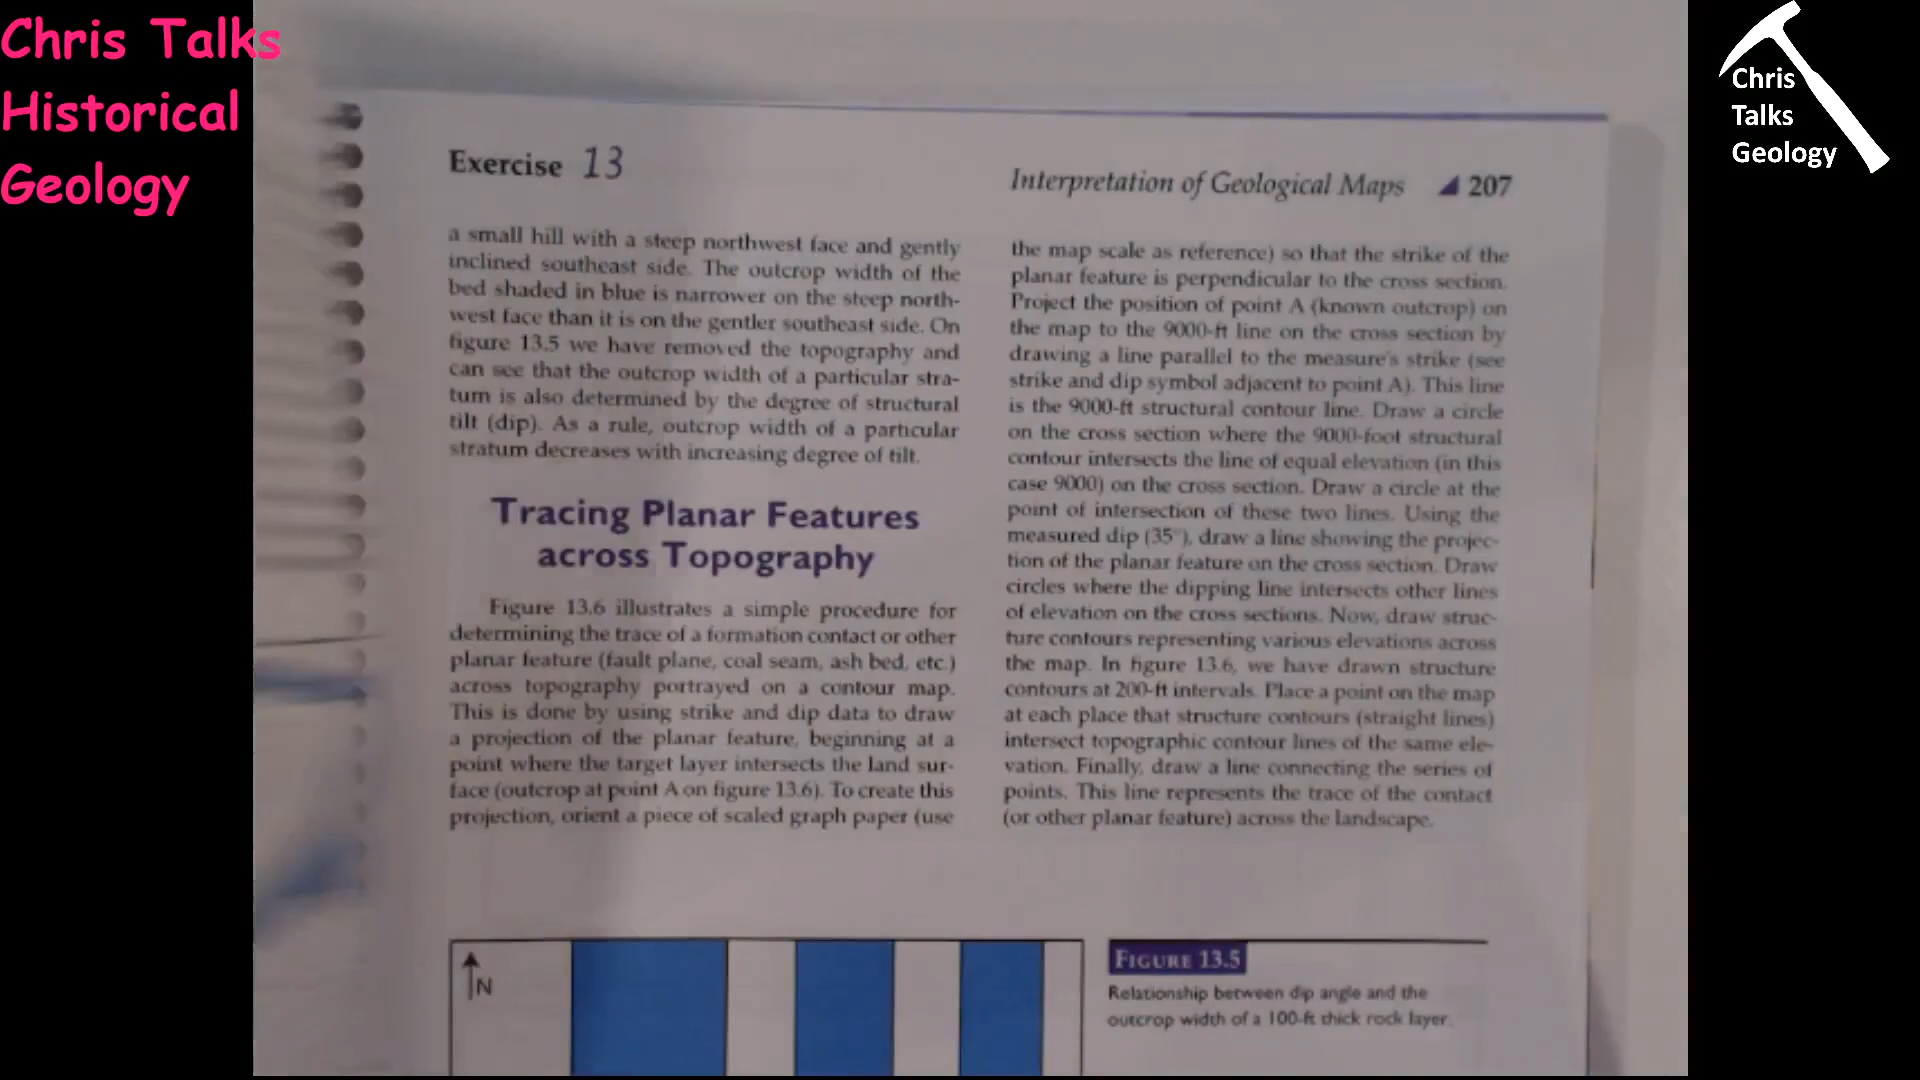 Chris Talks
Historical
Geology
Chris
Talks
Geology
Exercise 13
Interpretation of Geological Maps 207
a small hill with a steep northwest face and gently
inclined southeast side. The outcrop width of the
bed shaded in blue is narrower on the steep north-
west face than it is on the gentler southeast side. On
figure 13.5 we have removed the topography and
can see that the outcrop width of a particular stra-
tum is also determined by the degree of structural
tilt (dip). As a rule, outcrop width of a particular
stratum decreases with increasing degree of tilt.
Tracing Planar Features
across Topography
Figure 13.6 illustrates a simple procedure for
determining the trace of a formation contact or other
planar feature (fault plane, coal seam, ash bed, etc.)
across topography portrayed on a contour map.
This is done by using strike and dip data to draw
a projection of the planar feature, beginning at a
point where the target layer intersects the land sur-
face (outcrop at point A on figure 13.6). To create this
projection, orient a piece of scaled graph paper (use
the map scale as reference) so that the strike of the
planar feature is perpendicular to the cross section.
Project the position of point A (known outcrop) on
the map to the 9000-ft line on the cross section by
drawing a line parallel to the measure's strike (see
strike and dip symbol adjacent to point A). This line
is the 9000-ft structural contour line. Draw a circle
on the cross section where the 9000-foot structural
contour intersects the line of equal elevation (in this
case 9000) on the cross section. Draw a circle at the
point of intersection of these two lines. Using the
measured dip (35°), draw a line showing the projec-
tion of the planar feature on the cross section. Draw
circles where the dipping line intersects other lines
of elevation on the cross sections. Now, draw struc-
ture contours representing various elevations across
the map. In figure 13.6, we have drawn structure
contours at 200-ft intervals. Place a point on the map
at each place that structure contours (straight lines)
intersect topographic contour lines of the same ele-
vation. Finally, draw a line connecting the series of
points. This line represents the trace of the contact
(or other planar feature) across the landscape.
N
FIGURE 13.5
Relationship between dip angle and the
outcrop width of a 100-ft thick rock layer.